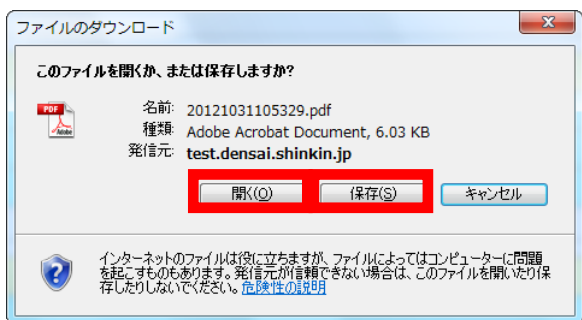 ファイルのダウンロード
このファイルを開くか、または保存しますか?
PDF
Adobe
名前: 20121031105329.pdf
種類: Adobe Acrobat Document, 6.03 KB
発信元: test.densai.shinkin.jp
開く(O) 保存(S) キャンセル
インターネットのファイルは役に立ちますが、ファイルによってはコンピューターに問題
を起こすものもあります。発信元が信頼できない場合は、このファイルを開いたり保
存したりしないでください。危険性の説明